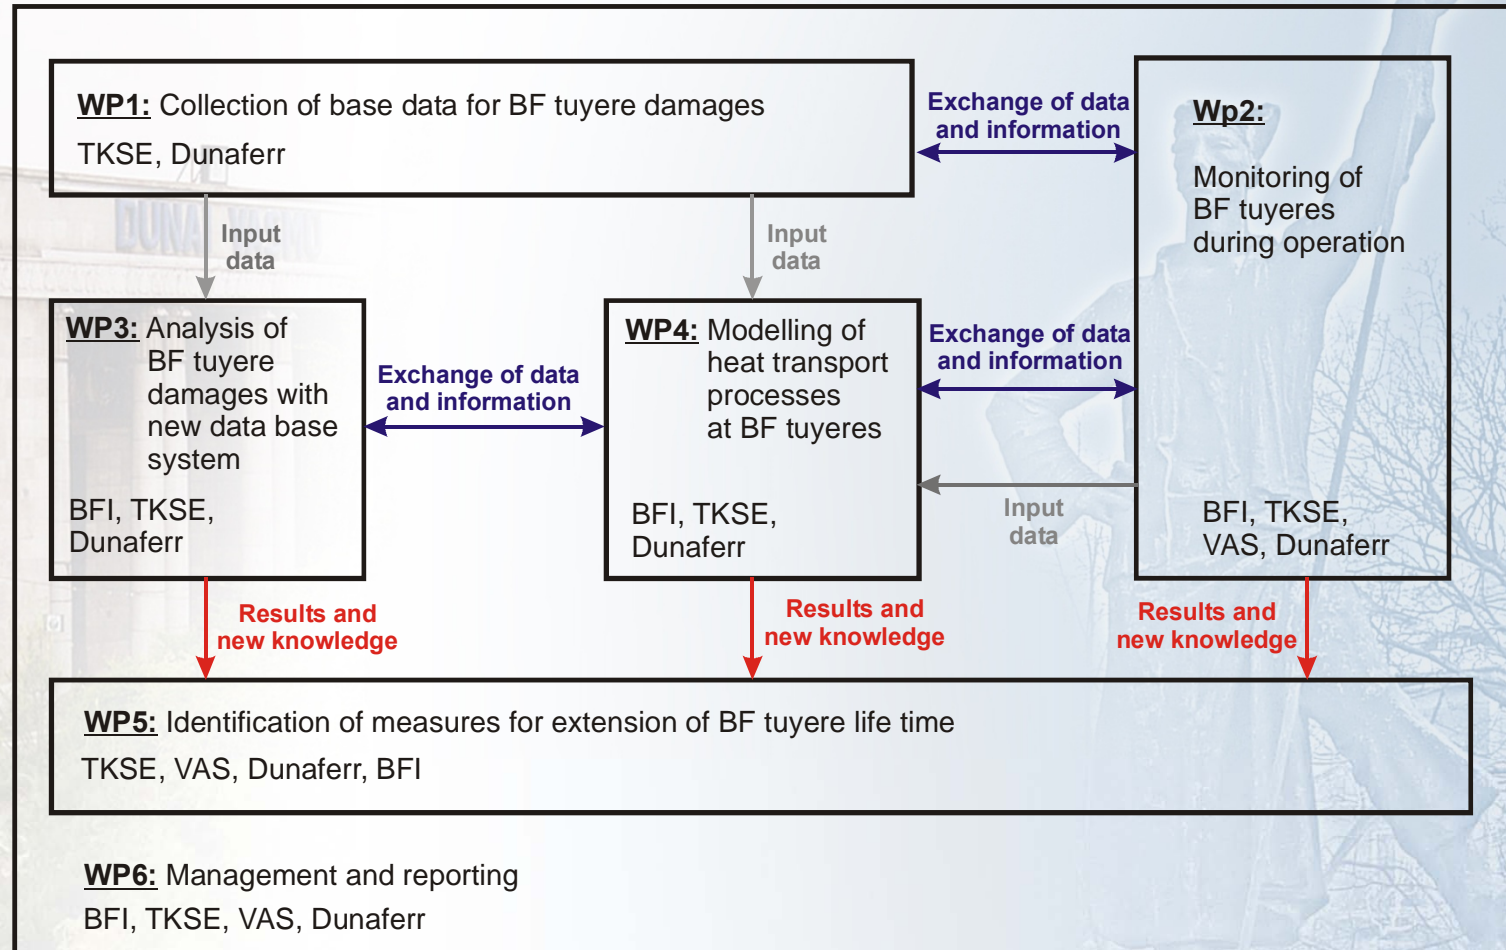 WP1: Collection of base data for BF tuyere damages
TKSE, Dunaferr
Exchange of data
and information
Wp2:
Monitoring of
BF tuyeres
during operation
BFI, TKSE,
VAS, Dunaferr
Input
data
Input
data
WP3: Analysis of
BF tuyere
damages with
new data base
system
BFI, TKSE,
Dunaferr
Exchange of data
and information
WP4: Modelling of
heat transport
processes
at BF tuyeres
BFI, TKSE,
Dunaferr
Exchange of data
and information
Input
data
Results and
new knowledge
Results and
new knowledge
Results and
new knowledge
WP5: Identification of measures for extension of BF tuyere life time
TKSE, VAS, Dunaferr, BFI
WP6: Management and reporting
BFI, TKSE, VAS, Dunaferr